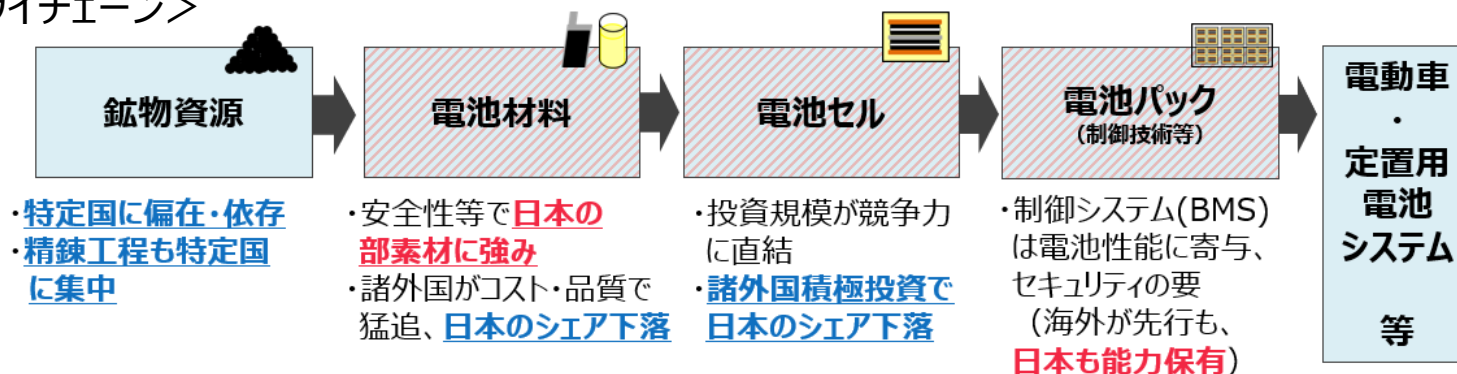 イチェーン＞
鉱物資源
電池材料
電池セル
電池パック
(制御技術等)
電動車
・
定置用
電池
システム
等
・特定国に偏在・依存
・精錬工程も特定国
に集中
・安全性等で日本の
部素材に強み
・諸外国がコスト・品質で
猛追、日本のシェア下落
・投資規模が競争力
に直結
・諸外国積極投資で
日本のシェア下落
・制御システム(BMS)
は電池性能に寄与、
セキュリティの要
（海外が先行も、
日本も能力保有）